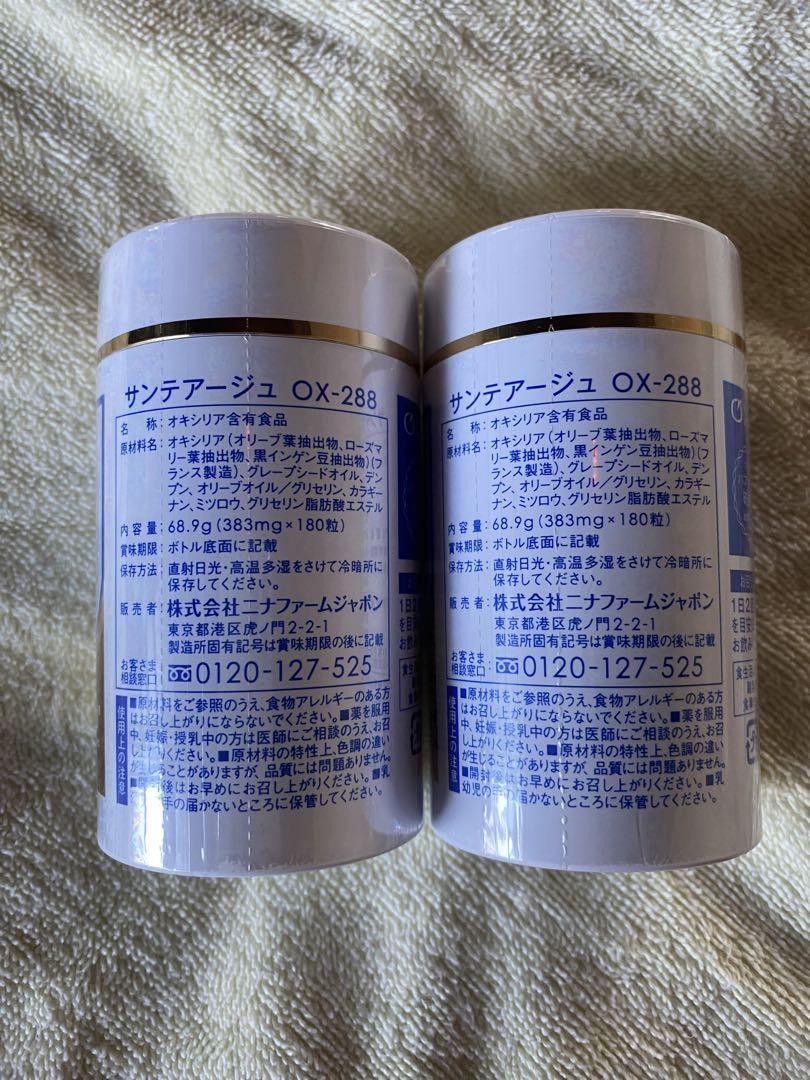 サンテアージュ OX-288
名　　称：オキシリア含有食品
原材料名：オキシリア(オリーブ葉抽出物、ローズマ
リー葉抽出物、黒インゲン豆抽出物)(フ
ランス製造)、グレープシードオイル、デン
プン、オリーブオイル／グリセリン、カラギー
ナン、ミツロウ、グリセリン脂肪酸エステル
内 容 量：68.9g(383mg×180粒)
賞味期限：ボトル底面に記載
保存方法：直射日光・高温多湿をさけて冷暗所に
保存してください。
販 売 者：株式会社ニナファームジャポン
東京都港区虎ノ門2-2-1
製造所固有記号は賞味期限の後に記載
お客さま相談窓口：0120-127-525
使用上の注意
■原材料をご参照のうえ、食物アレルギーのある方
はお召し上がりにならないでください。■薬を服用
中、妊娠・授乳中の方は医師にご相談のうえ、お召
し上がりください。■原材料の特性上、色調の違い
が生じることがありますが、品質には問題ありません。
■開封後はお早めにお召し上がりください。■乳
幼児の手の届かないところに保管してください。
サンテアージュ OX-288
名　　称：オキシリア含有食品
原材料名：オキシリア(オリーブ葉抽出物、ローズマ
リー葉抽出物、黒インゲン豆抽出物)(フ
ランス製造)、グレープシードオイル、デン
プン、オリーブオイル／グリセリン、カラギー
ナン、ミツロウ、グリセリン脂肪酸エステル
内 容 量：68.9g(383mg×180粒)
賞味期限：ボトル底面に記載
保存方法：直射日光・高温多湿をさけて冷暗所に
保存してください。
販 売 者：株式会社ニナファームジャポン
東京都港区虎ノ門2-2-1
製造所固有記号は賞味期限の後に記載
お客さま相談窓口：0120-127-525
使用上の注意
■原材料をご参照のうえ、食物アレルギーのある方
はお召し上がりにならないでください。■薬を服用
中、妊娠・授乳中の方は医師にご相談のうえ、お召
し上がりください。■原材料の特性上、色調の違い
が生じることがありますが、品質には問題ありません。
■開封後はお早めにお召し上がりください。■乳
幼児の手の届かないところに保管してください。
1日2
を目安
お飲み
食生活